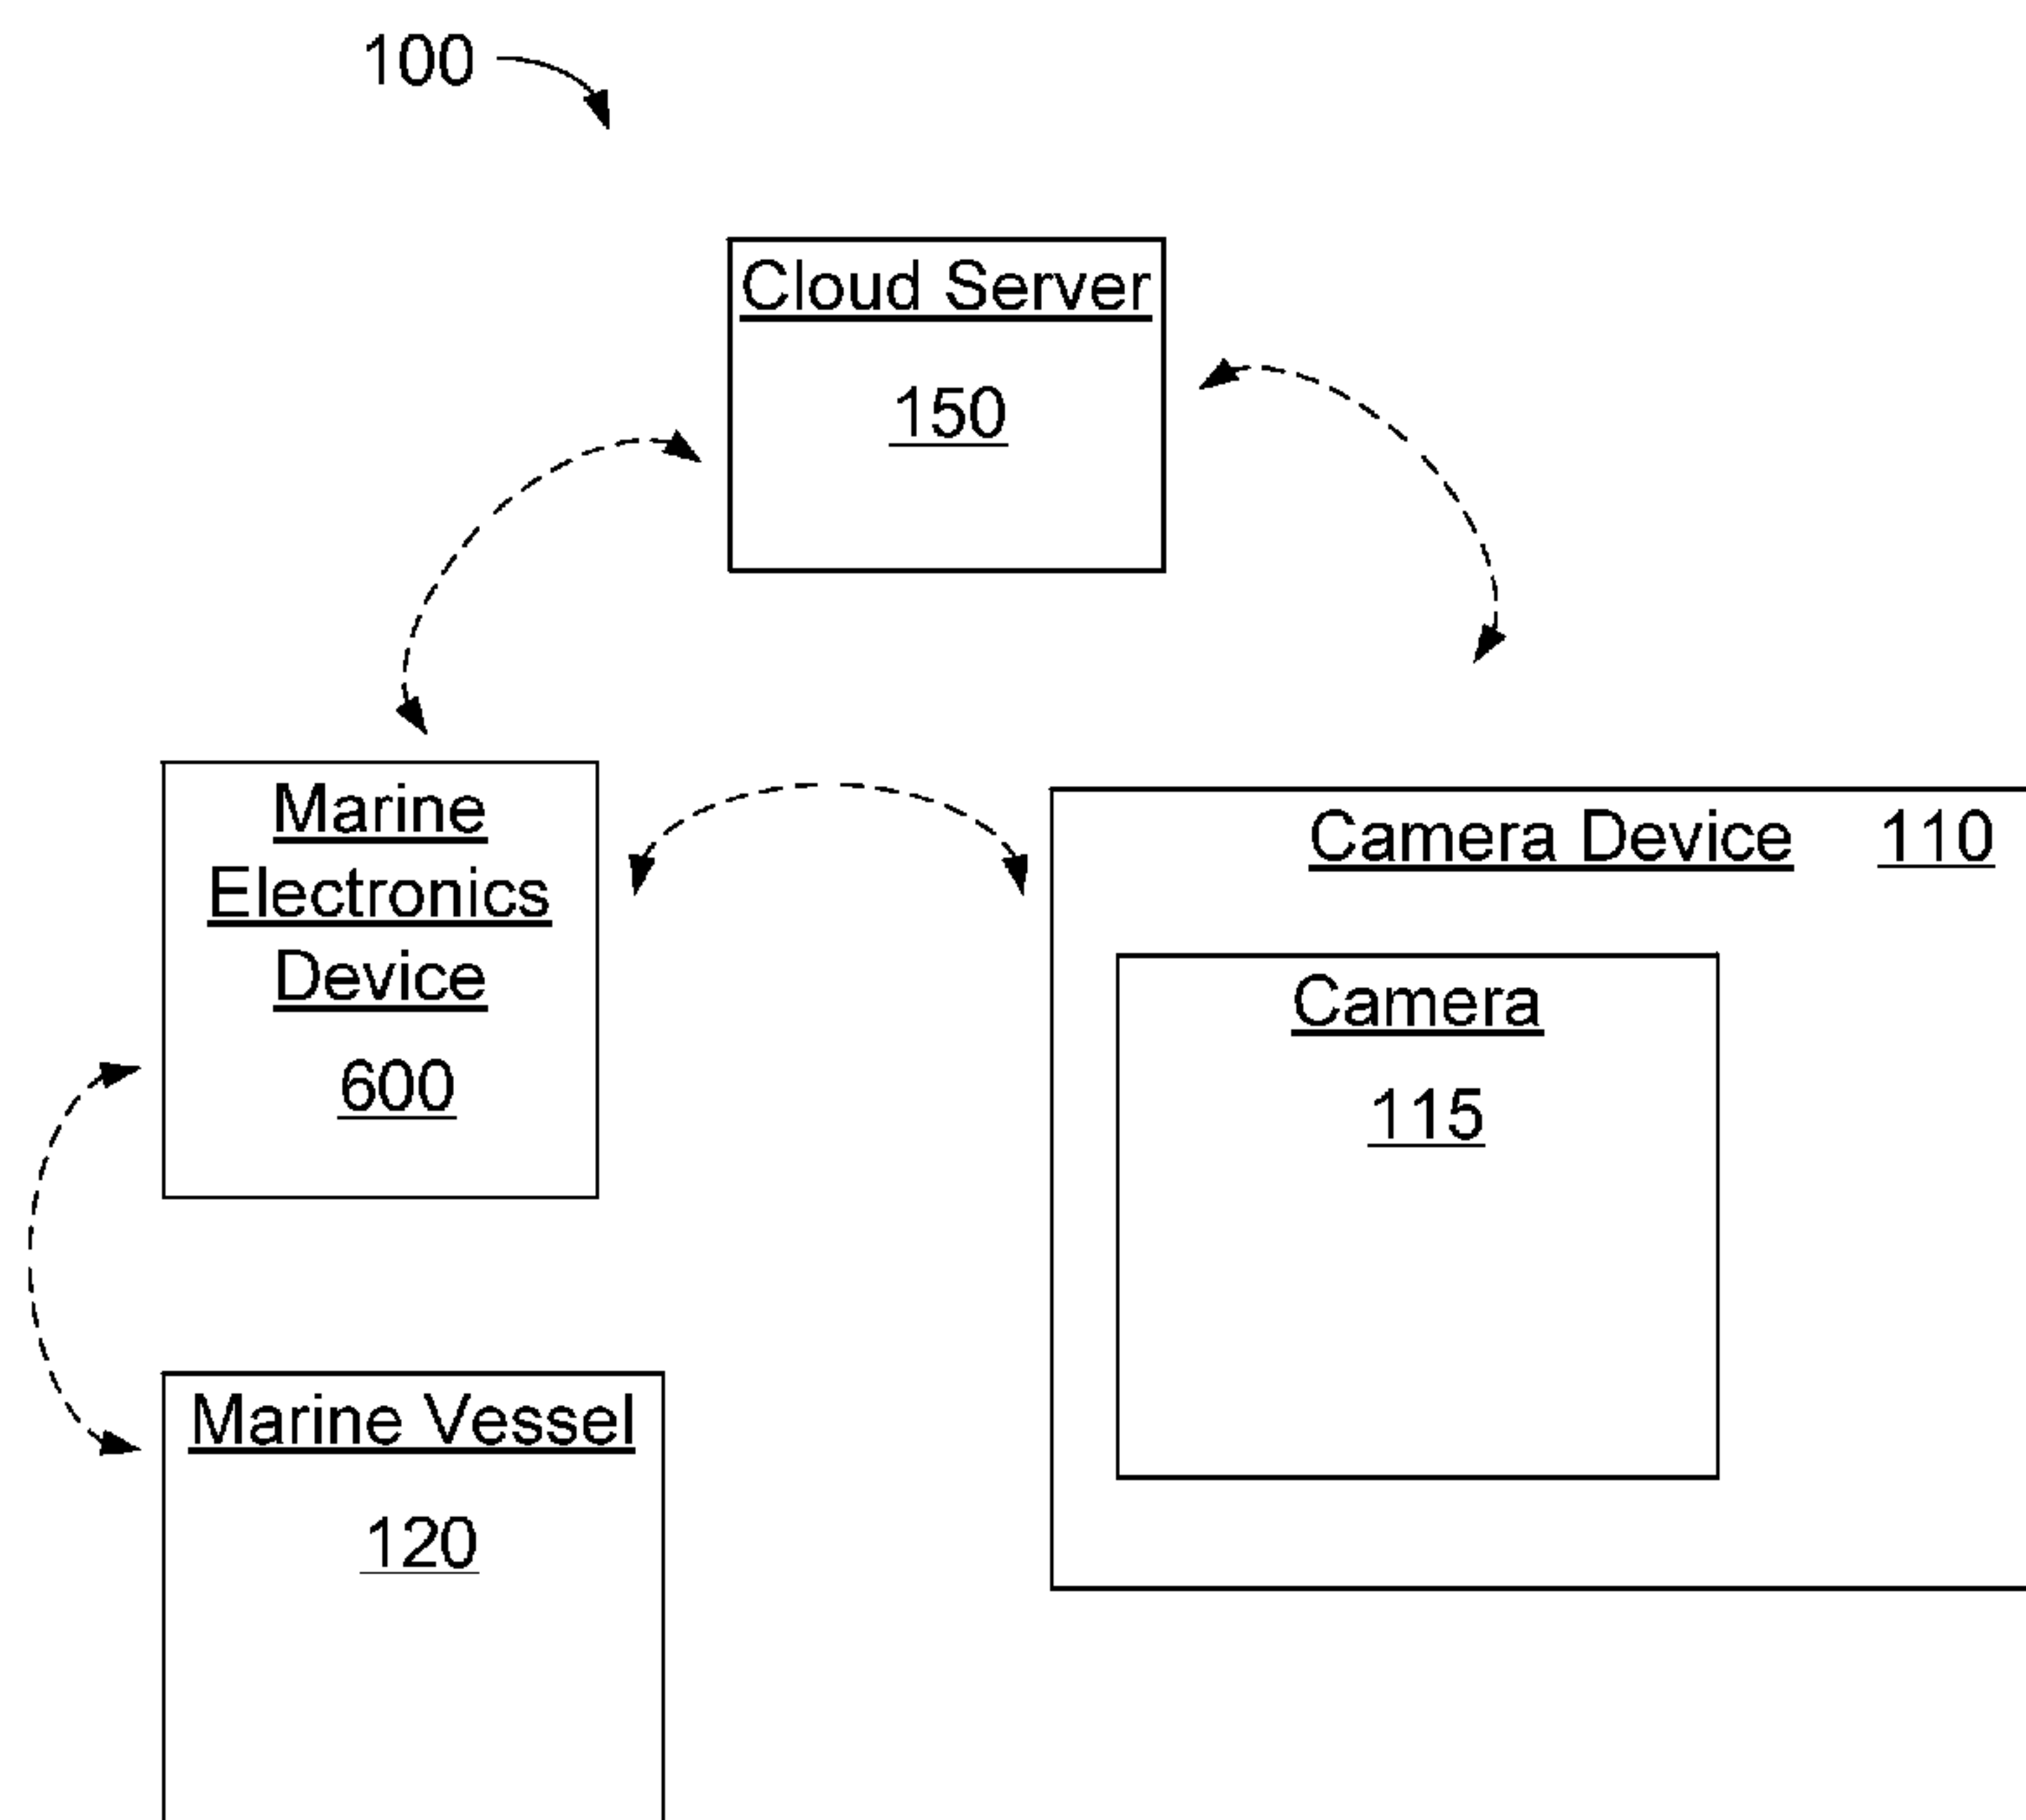 100
Cloud Server
150
Marine
Electronics
Device
600
Camera Device 110
Camera
115
Marine Vessel
120